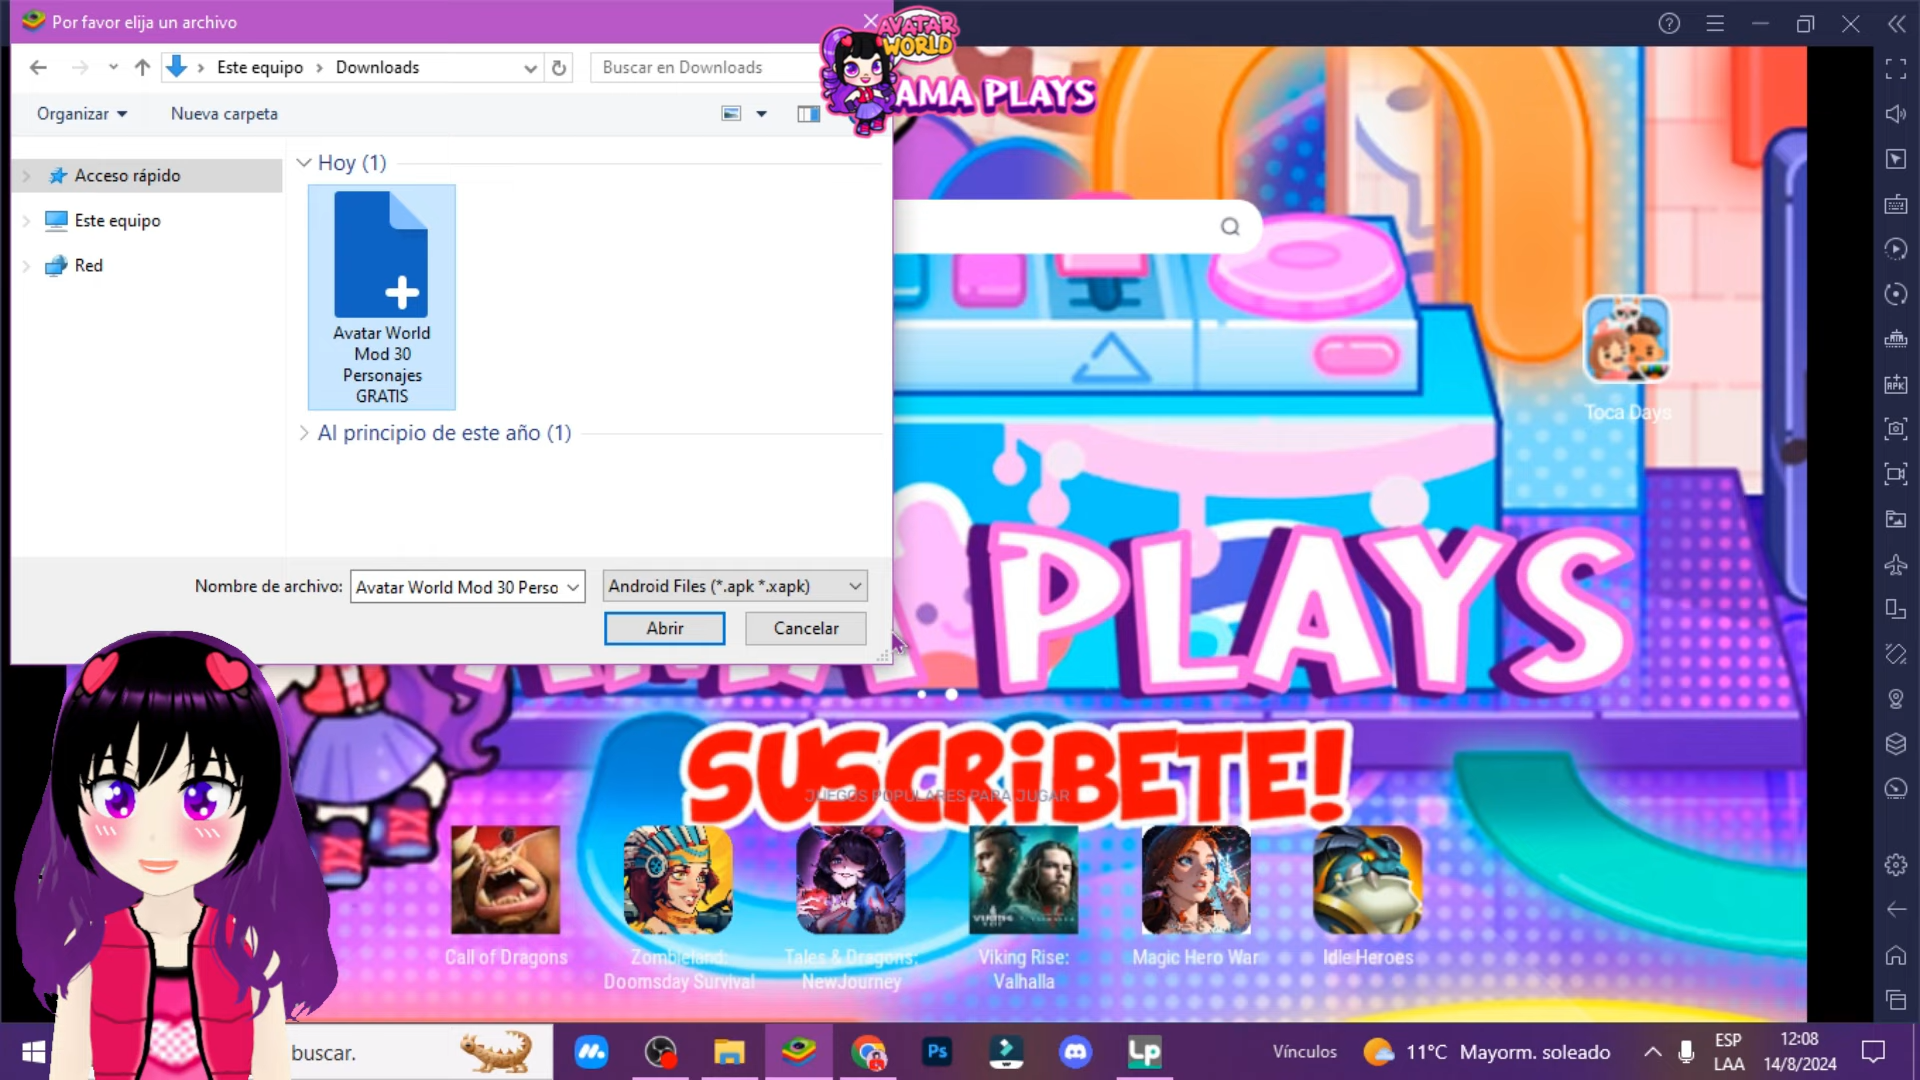 Por favor elija un archivo
Este equipo
Downloads
Buscar en Downloads
AVATAR
WORLD
AMA PLAYS
Organizar
Nueva carpeta
Acceso rápido
Este equipo
Red
Hoy (1)
Avatar World
Mod 30
Personajes
GRATIS
Al principio de este año (1)
Nombre de archivo:
Avatar World Mod 30 Perso
Android Files (*.apk *.xapk)
Abrir
Cancelar
Toca Days
PLAYS
SUSCRiBETE!
JUEGOS POPULARES PARA JUGAR
Call of Dragons
Zombieland:
Doomsday Survival
Tales & Dragons:
NewJourney
Viking Rise:
Valhalla
Magic Hero War
Idle Heroes
buscar.
Ps
Lp
Vínculos
11°C Mayorm. soleado
ESP
LAA
12:08
14/8/2024